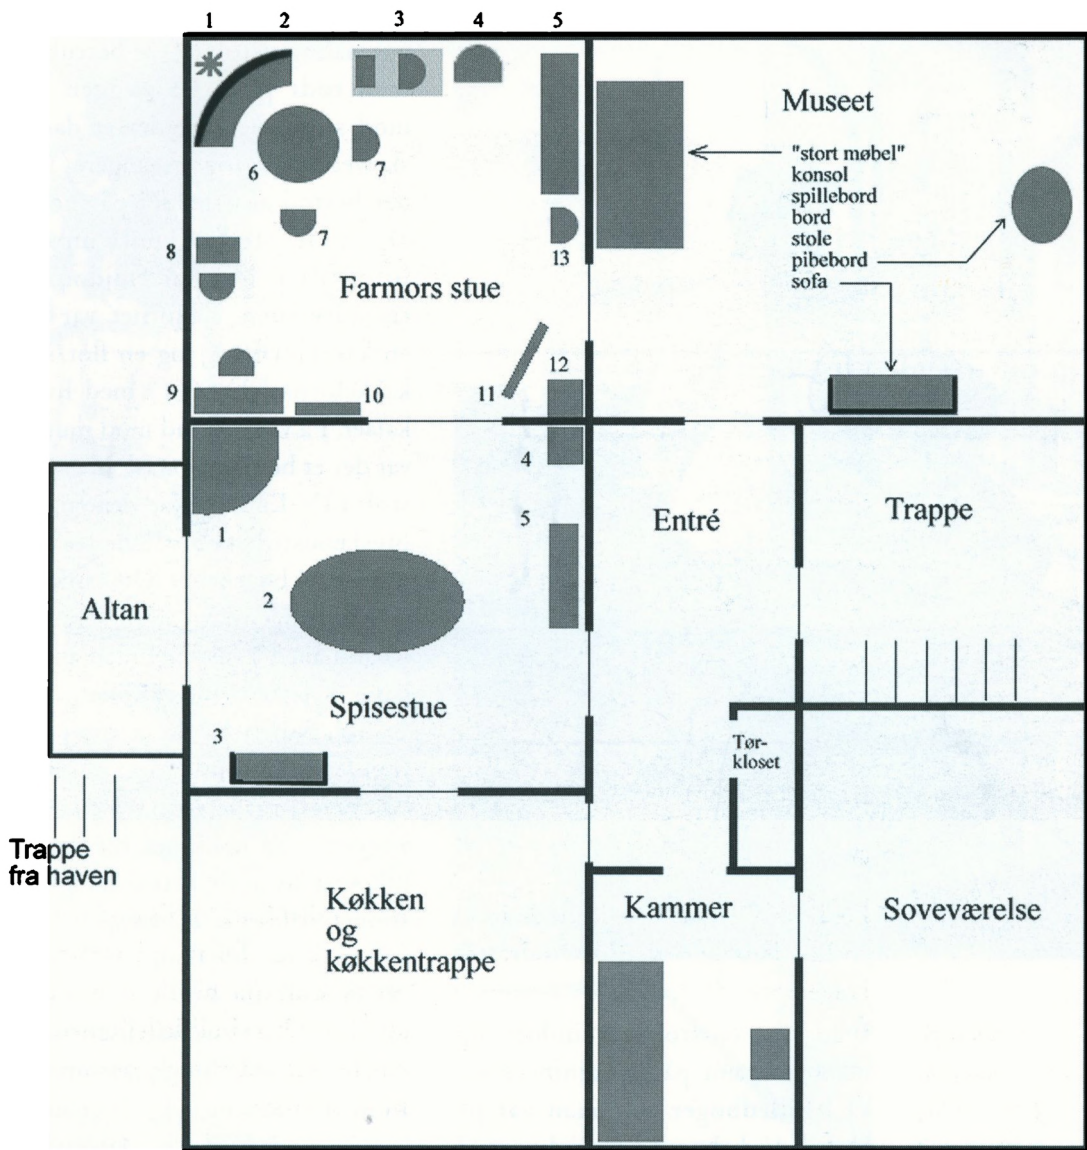 1 2 3 4 5
Museet
"stort møbel"
konsol
spillebord
bord
stole
pibebord
sofa
6 7
7
8
13
Farmors stue
9 10 11 12
4
1
5
Entré
Trappe
2
Altan
Spisestue
3
Tør-
kloset
Trappe
fra haven
Køkken
og
køkkentrappe
Kammer
Soveværelse